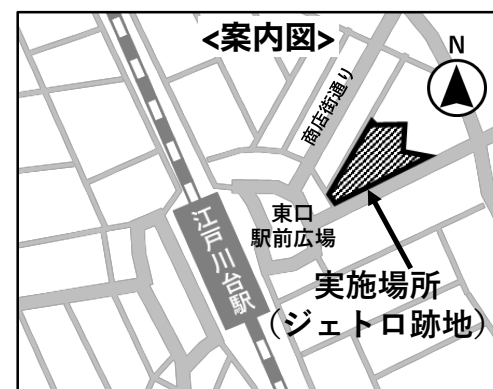 <案内図>
N
商店街通り
東口
駅前広場
江戸川台駅
実施場所
(ジェトロ跡地)